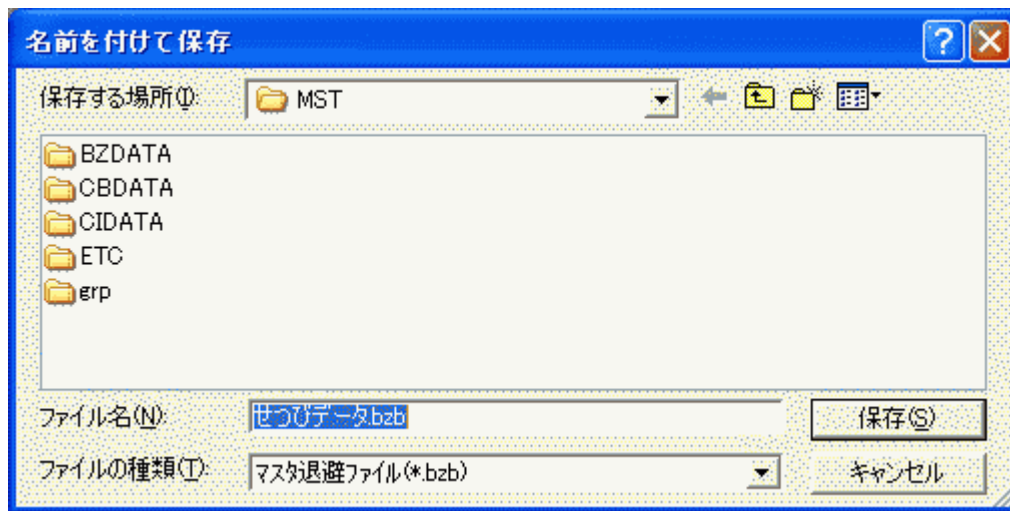 名前を付けて保存
保存する場所(I): MST
BZDATA
CBDATA
CIDATA
ETC
grp
ファイル名(N): せつびデータ.bzb 保存(S)
ファイルの種類(T): マスタ退避ファイル(*.bzb) キャンセル